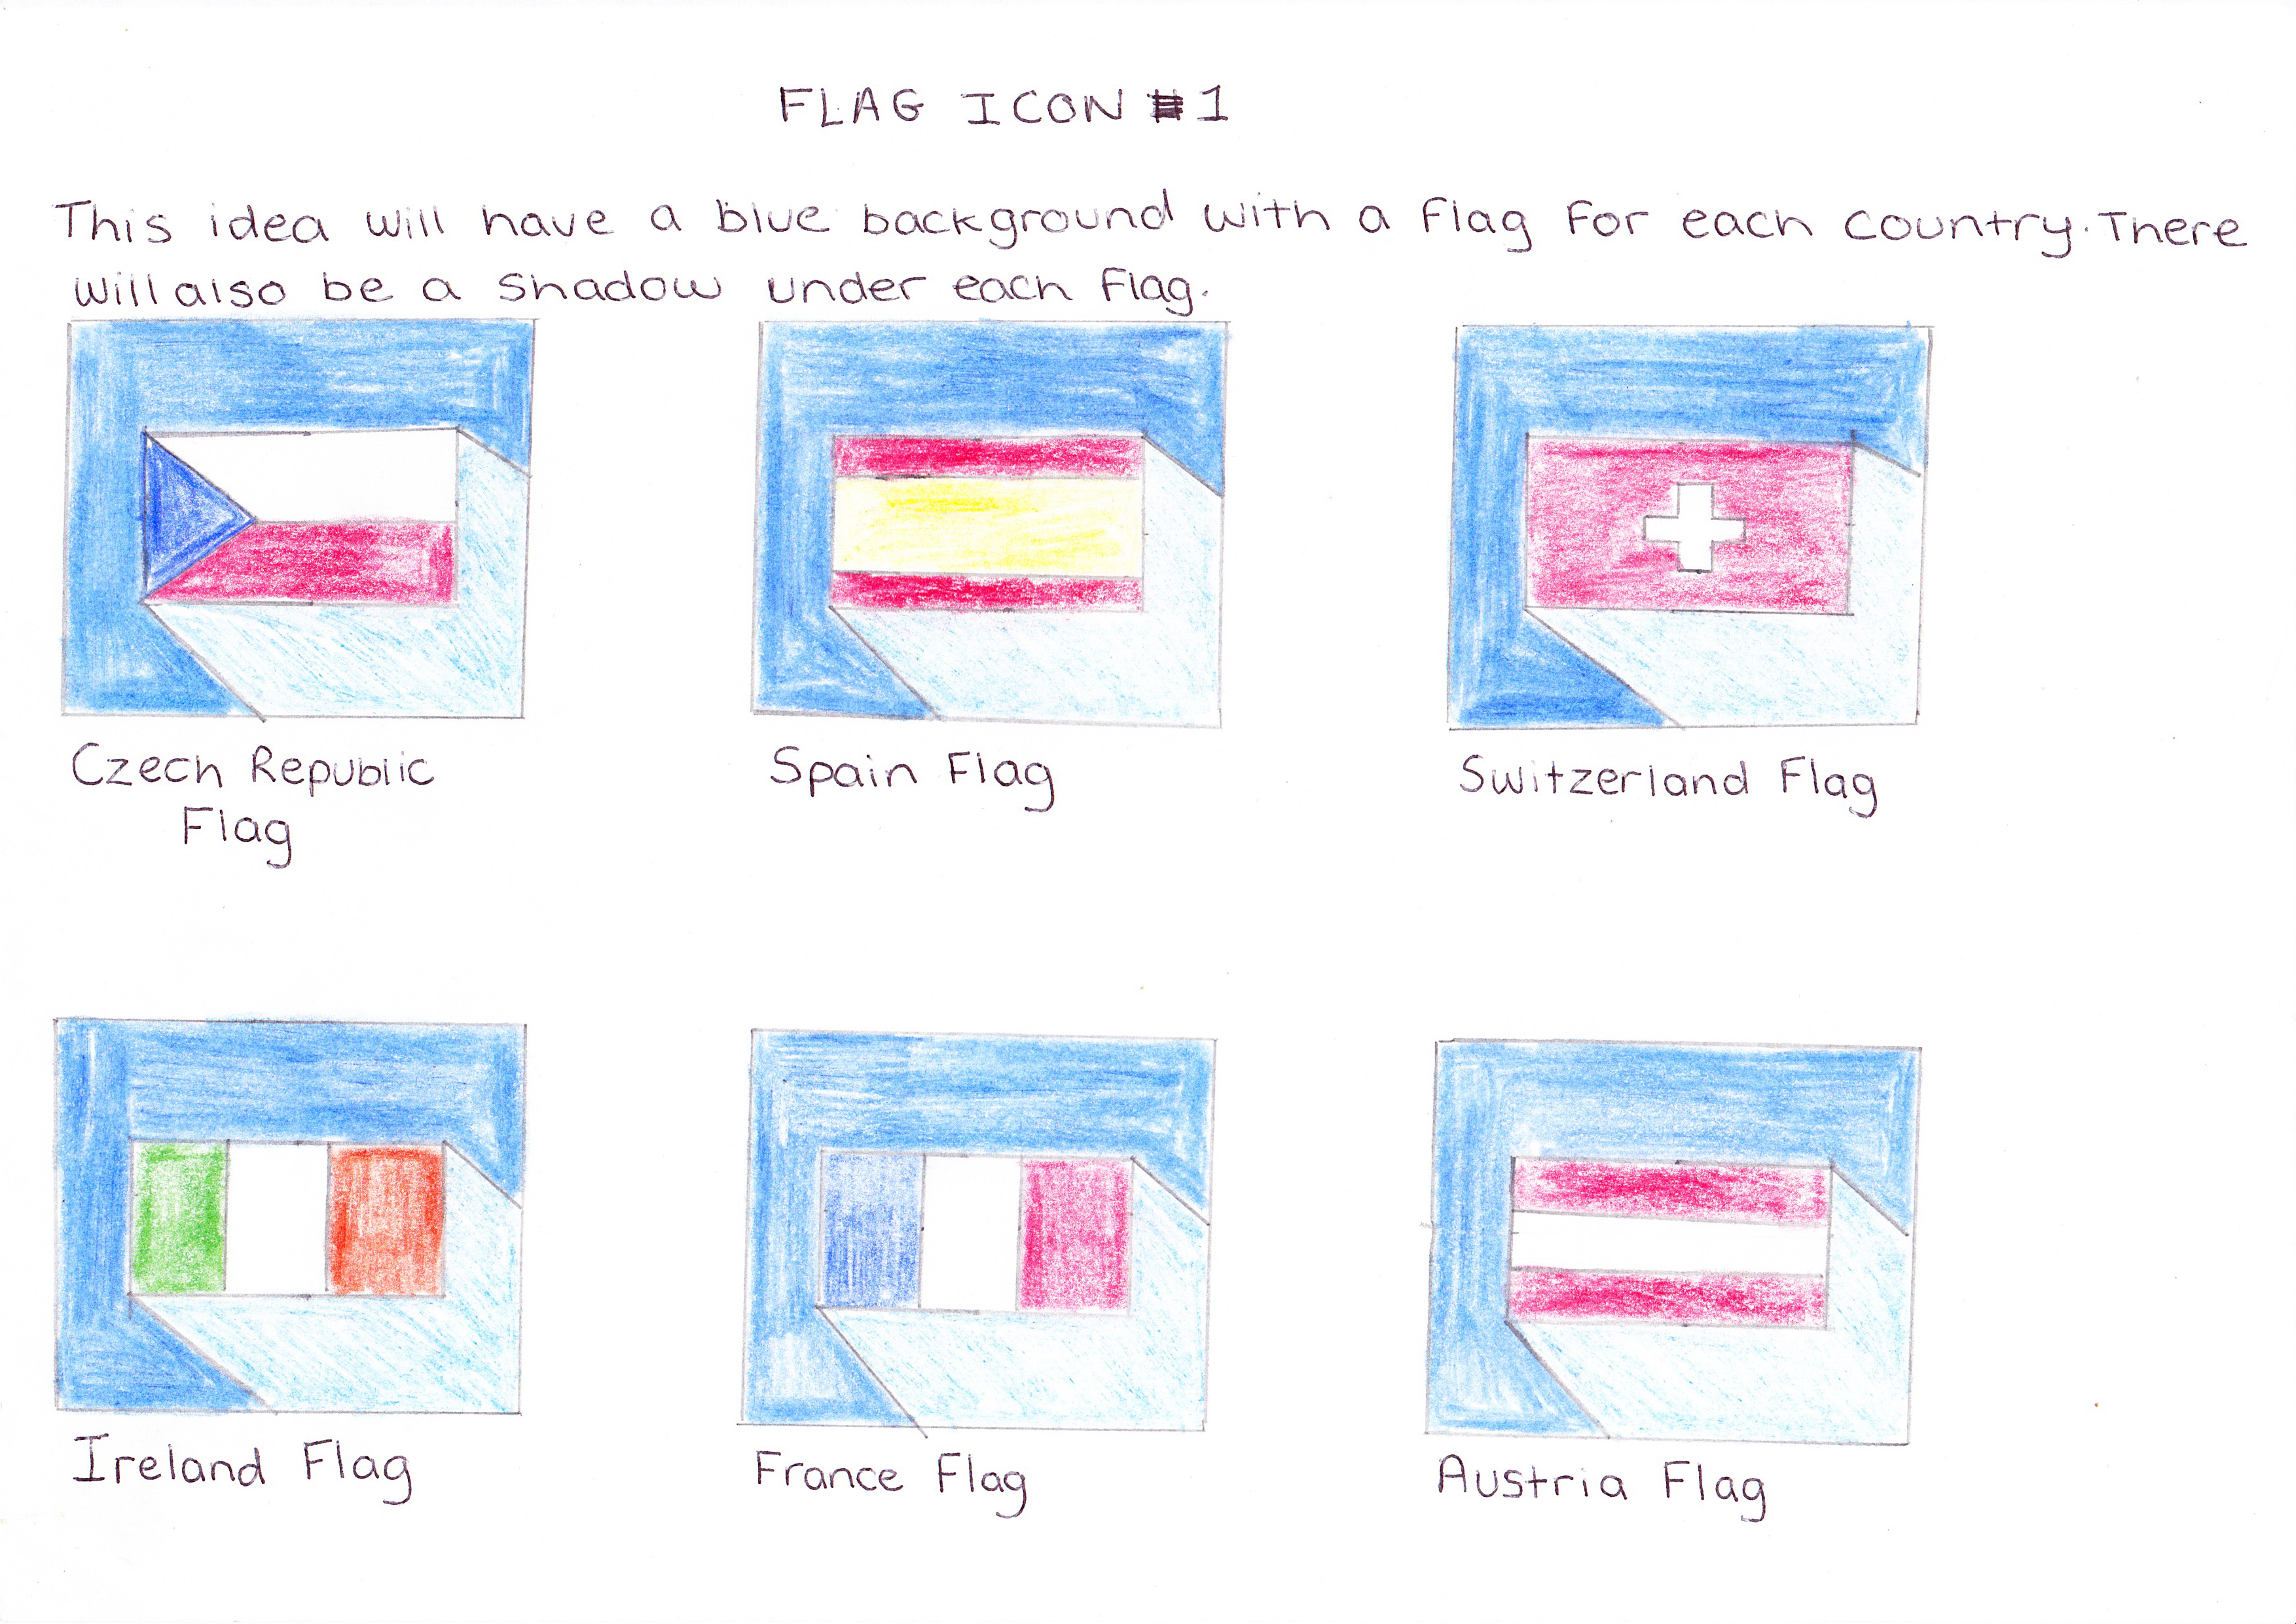 FLAG ICON #1
This idea will have a blue background with a flag for each country. There
will also be a shadow under each flag.
Czech Republic
Flag
Spain Flag
Switzerland Flag
Ireland Flag
France Flag
Austria Flag